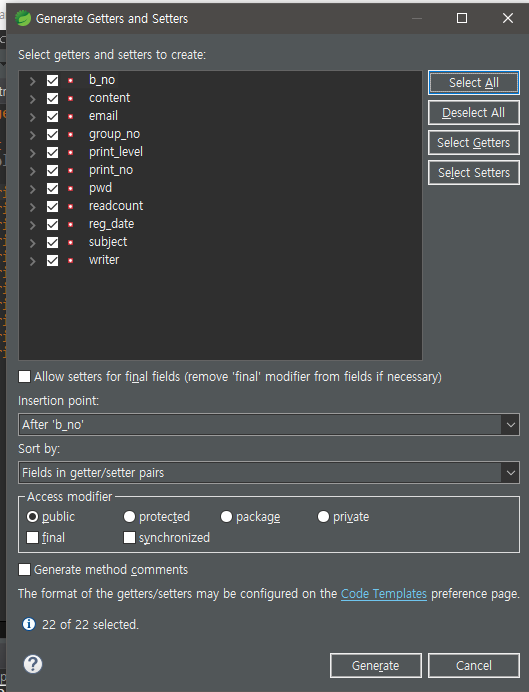 Generate Getters and Setters
Select getters and setters to create:
b_no
content
email
group_no
print_level
print_no
pwd
readcount
reg_date
subject
writer
Select All
Deselect All
Select Getters
Select Setters
Allow setters for final fields (remove 'final' modifier from fields if necessary)
Insertion point:
After 'b_no'
Sort by:
Fields in getter/setter pairs
Access modifier
public protected package private
final synchronized
Generate method comments
The format of the getters/setters may be configured on the Code Templates preference page.
22 of 22 selected.
Generate Cancel